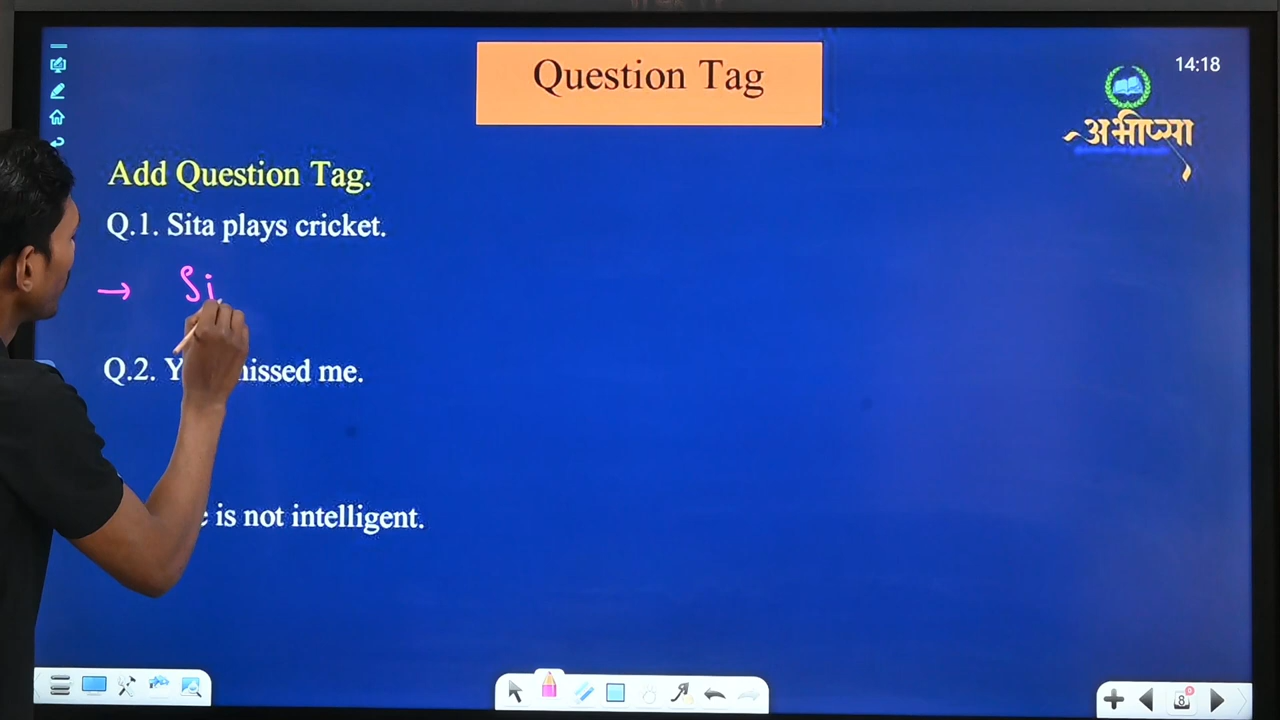 Question Tag
14:18
अभीप्सा
Add Question Tag.
Q.1. Sita plays cricket.
→ Si
Q.2. missed me.
is not intelligent.
8